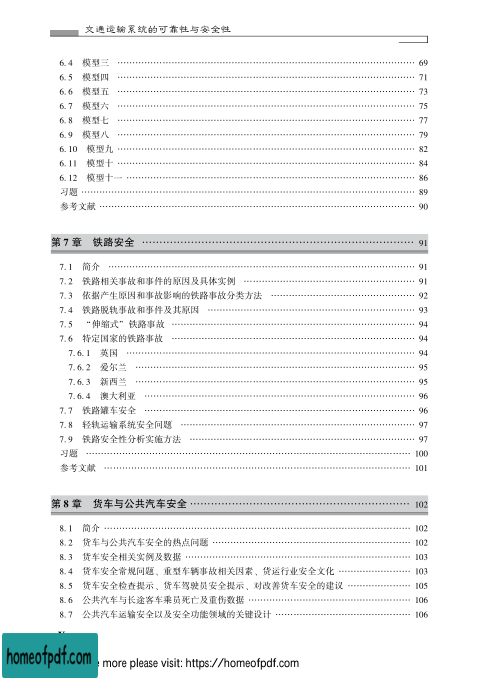 交通运输系统的可靠性与安全性
6.4 模型三 …… 69
6.5 模型四 …… 71
6.6 模型五 …… 73
6.7 模型六 …… 75
6.8 模型七 …… 77
6.9 模型八 …… 79
6.10 模型九 …… 82
6.11 模型十 …… 84
6.12 模型十一 …… 86
习题 …… 89
参考文献 …… 90
第7章 铁路安全 …… 91
7.1 简介 …… 91
7.2 铁路相关事故和事件的原因及具体实例 …… 91
7.3 依据产生原因和事故影响的铁路事故分类方法 …… 92
7.4 铁路脱轨事故和事件及其原因 …… 93
7.5 “伸缩式”铁路事故 …… 94
7.6 特定国家的铁路事故 …… 94
7.6.1 英国 …… 94
7.6.2 爱尔兰 …… 95
7.6.3 新西兰 …… 95
7.6.4 澳大利亚 …… 96
7.7 铁路罐车安全 …… 96
7.8 轻轨运输系统安全问题 …… 97
7.9 铁路安全性分析实施方法 …… 97
习题 …… 100
参考文献 …… 101
第8章 货车与公共汽车安全 …… 102
8.1 简介 …… 102
8.2 货车与公共汽车安全的热点问题 …… 102
8.3 货车安全相关实例及数据 …… 103
8.4 货车安全常规问题、重型车辆事故相关因素、货运行业安全文化 …… 103
8.5 货车安全检查提示、货车驾驶员安全提示、对改善货车安全的建议 …… 105
8.6 公共汽车与长途客车乘员死亡及重伤数据 …… 106
8.7 公共汽车运输安全以及安全功能领域的关键设计 …… 106
homeofpdf.com
more please visit: https://homeofpdf.com